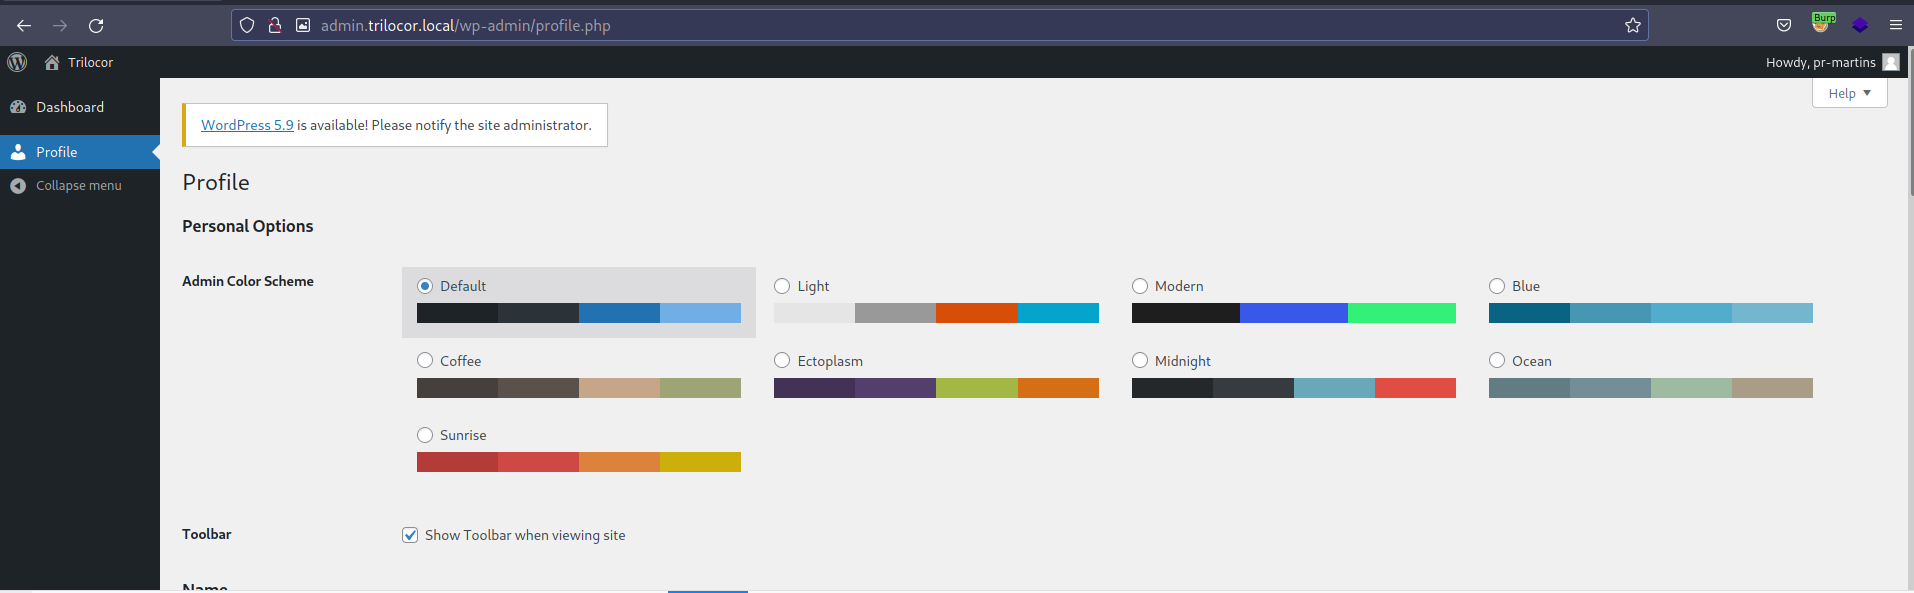 admin.trilocor.local/wp-admin/profile.php
Burp
Trilocor
Howdy, pr-martins
Dashboard
Profile
Collapse menu
Help
WordPress 5.9 is available! Please notify the site administrator.
Profile
Personal Options
Admin Color Scheme
Default
Light
Modern
Blue
Coffee
Ectoplasm
Midnight
Ocean
Sunrise
Toolbar
Show Toolbar when viewing site
Name